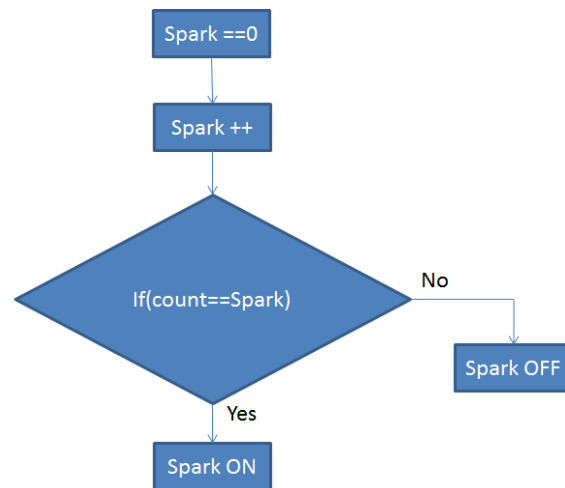 Spark ==0
Spark ++
If(count==Spark)
No
Spark OFF
Yes
Spark ON